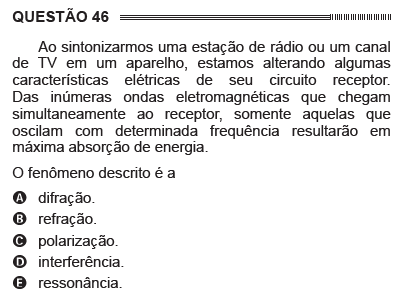 QUESTÃO 46
Ao sintonizarmos uma estação de rádio ou um canal
de TV em um aparelho, estamos alterando algumas
características elétricas de seu circuito receptor.
Das inúmeras ondas eletromagnéticas que chegam
simultaneamente ao receptor, somente aquelas que
oscilam com determinada frequência resultarão em
máxima absorção de energia.
O fenômeno descrito é a
A difração.
B refração.
C polarização.
D interferência.
E ressonância.